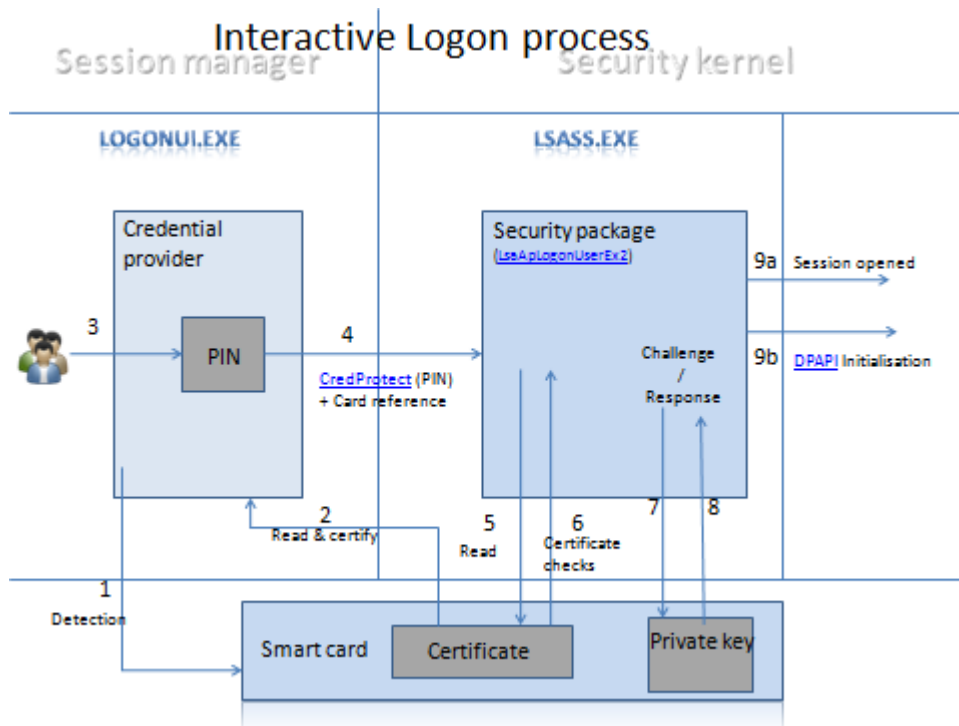 Interactive Logon process
Session manager
Security kernel
LOGONUI.EXE
LSASS.EXE
Credential
provider
Security package
(LsaApLogonUserEx2)
9a
Session opened
3
PIN
4
CredProtect (PIN)
+ Card reference
Challenge
/
Response
9b
DPAPI Initialisation
2
Read & certify
5
Read
6
Certificate
checks
7
8
1
Detection
Smart card
Certificate
Private key